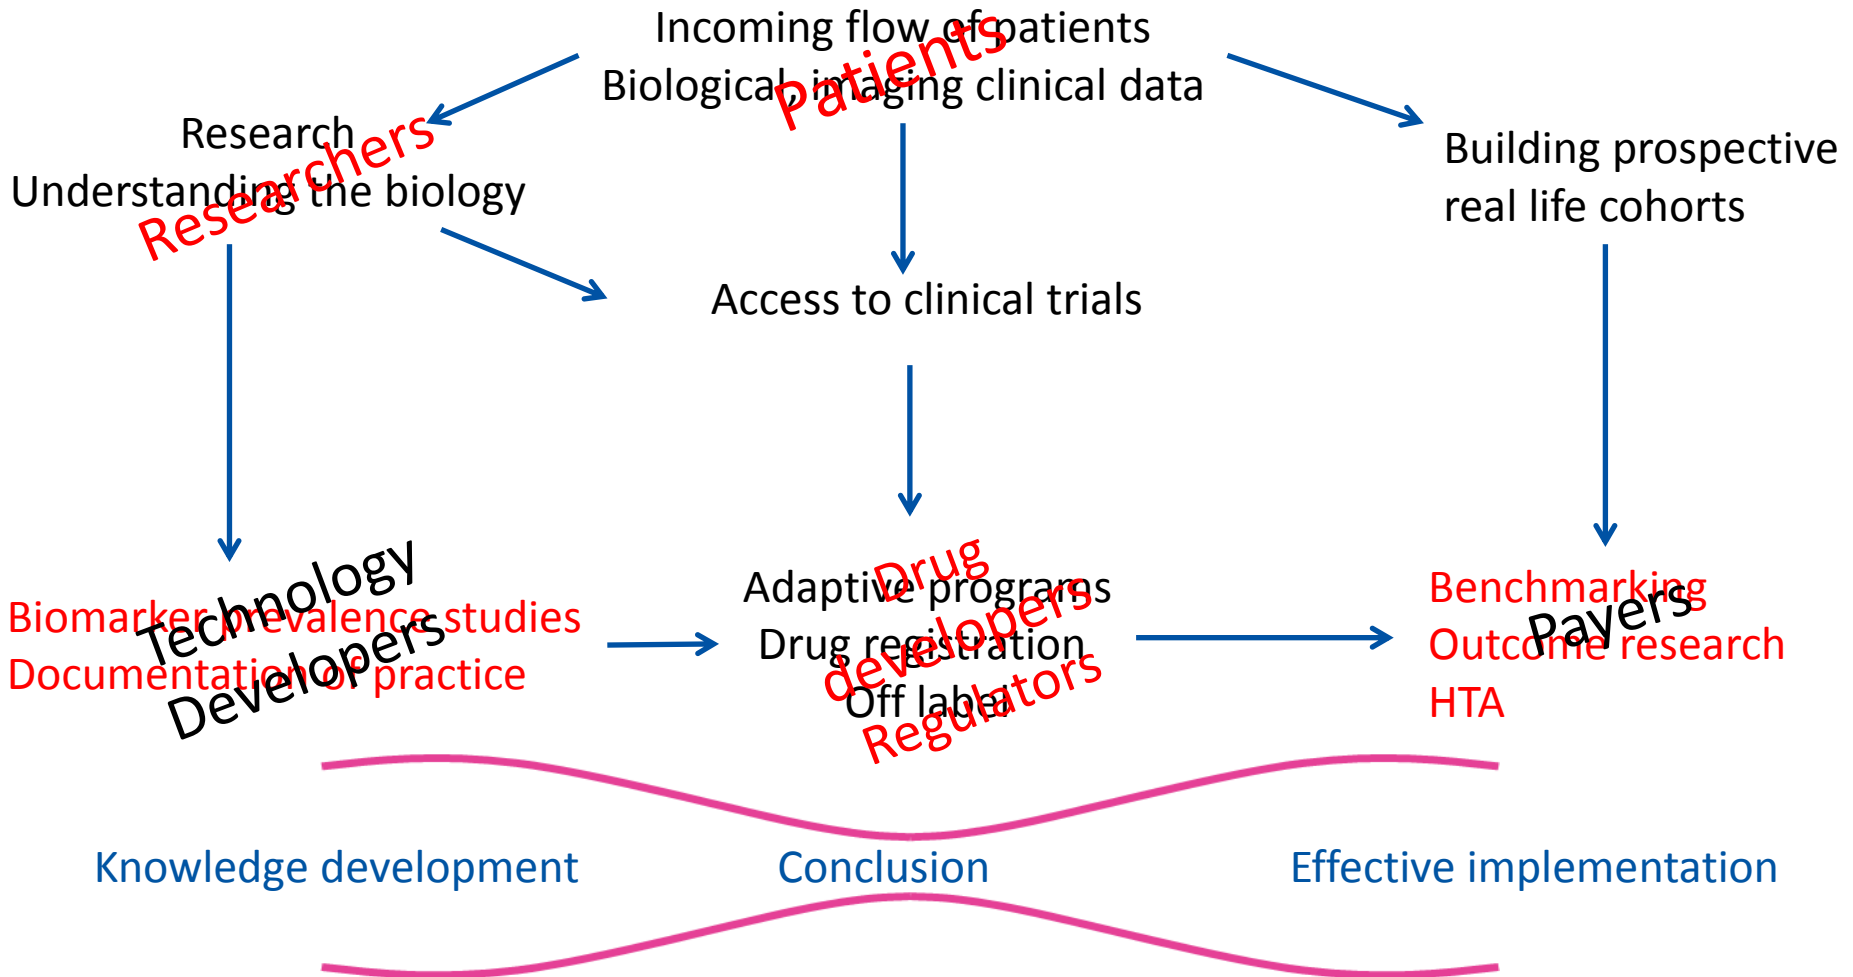 Incoming flow of patients
Biological, imaging clinical data
Patients
Research
Understanding the biology
Researchers
Building prospective
real life cohorts
Access to clinical trials
Biomarker prevalence studies
Documentation of practice
Technology
Developers
Adaptive programs
Drug registration
Off label
Drug
developers
Regulators
Benchmarking
Outcome research
HTA
Payers
Knowledge development
Conclusion
Effective implementation